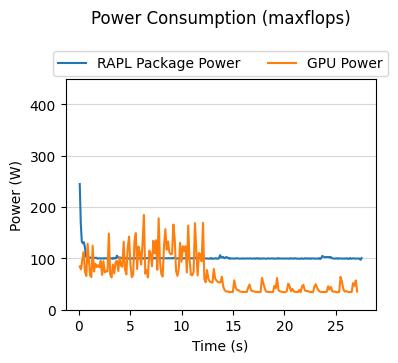 Power Consumption (maxflops)
RAPL Package Power GPU Power
400
300
200
100
0
Power (W)
0 5 10 15 20 25
Time (s)